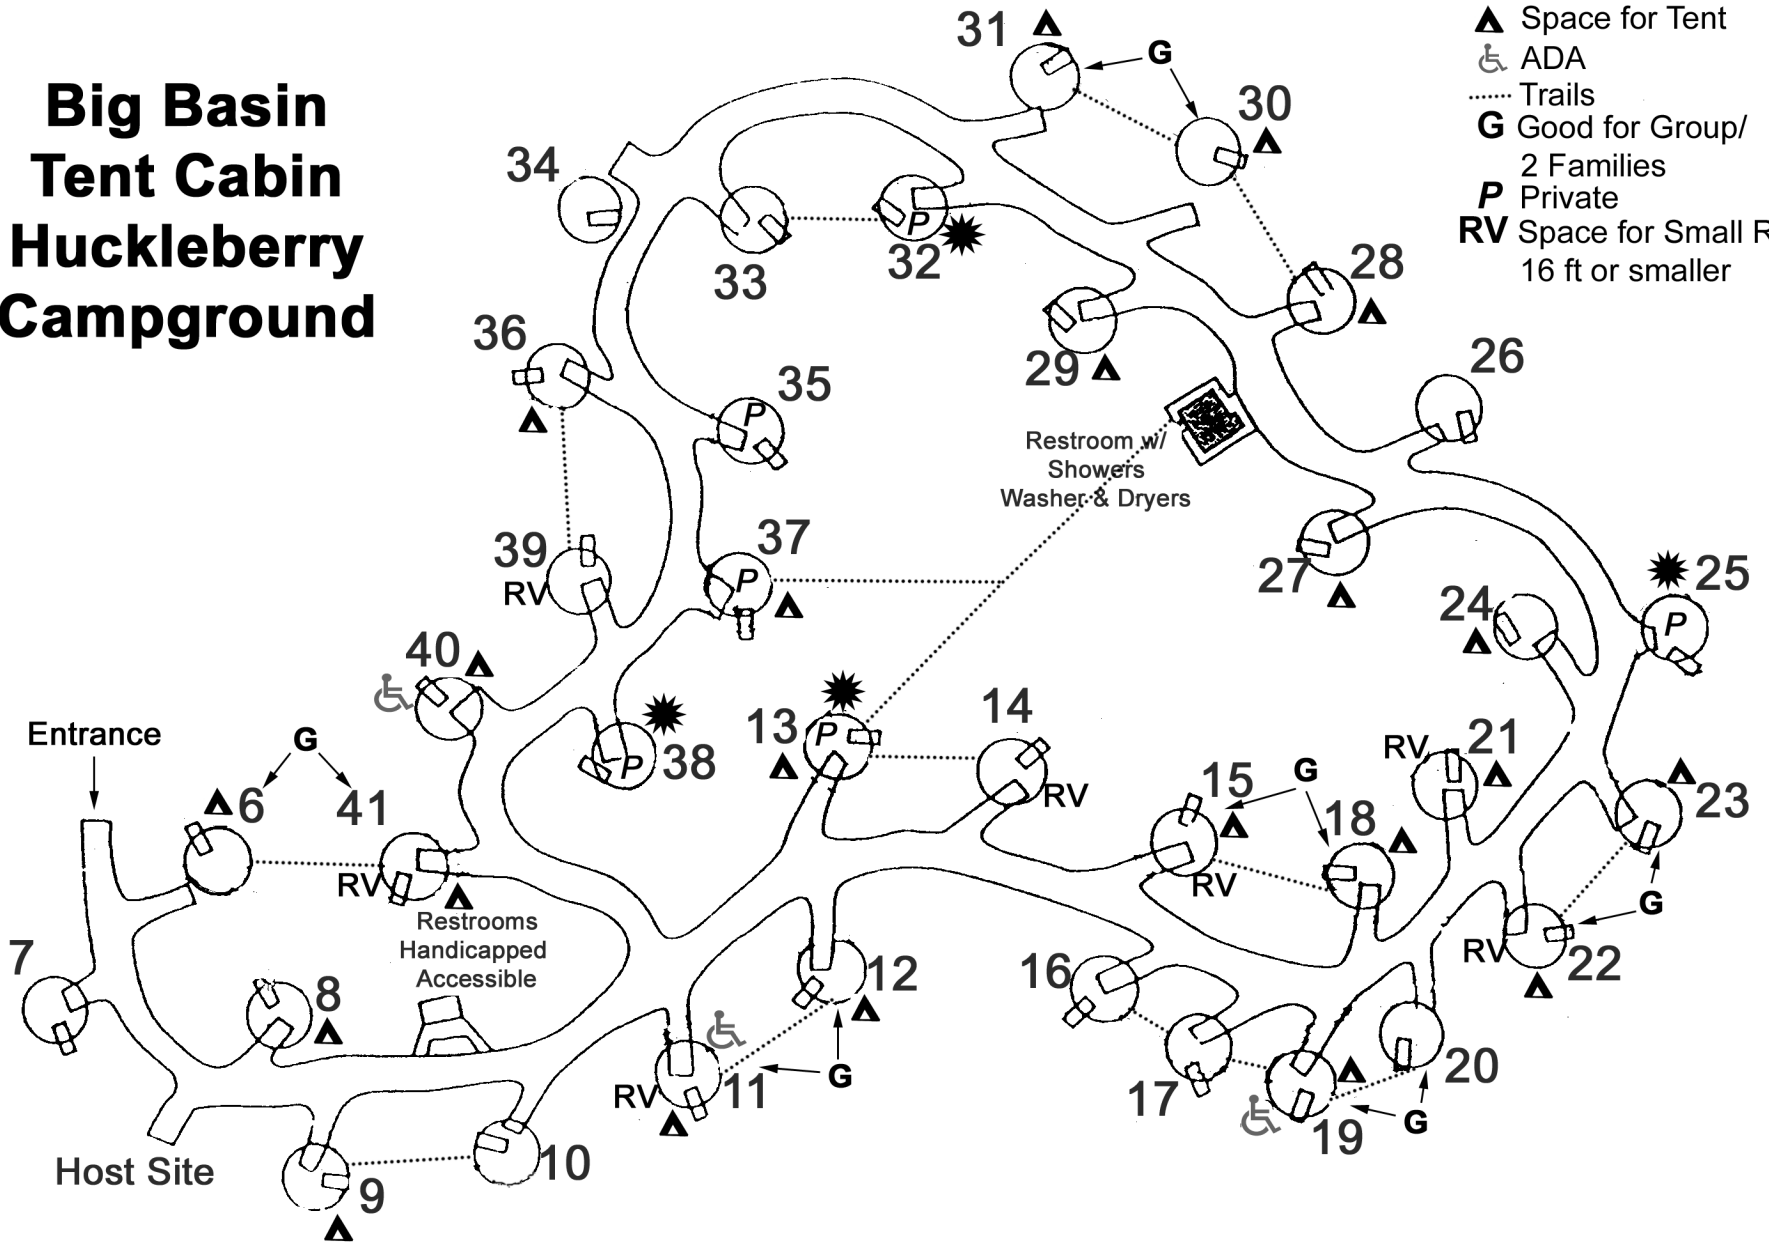 Big Basin
Tent Cabin
Huckleberry
Campground
Space for Tent
ADA
Trails
G Good for Group/
2 Families
P Private
RV Space for Small R
16 ft or smaller
31
G
30
34
33
32
P
28
29
36
35
P
26
Restroom w/
Showers
Washer & Dryers
39
RV
37
P
27
25
P
24
40
Entrance
G
6
41
RV
38
P
13
P
14
RV
15
RV
G
18
21
RV
23
G
22
RV
Restrooms
Handicapped
Accessible
7
8
12
11
RV
G
16
17
19
20
G
Host Site
9
10